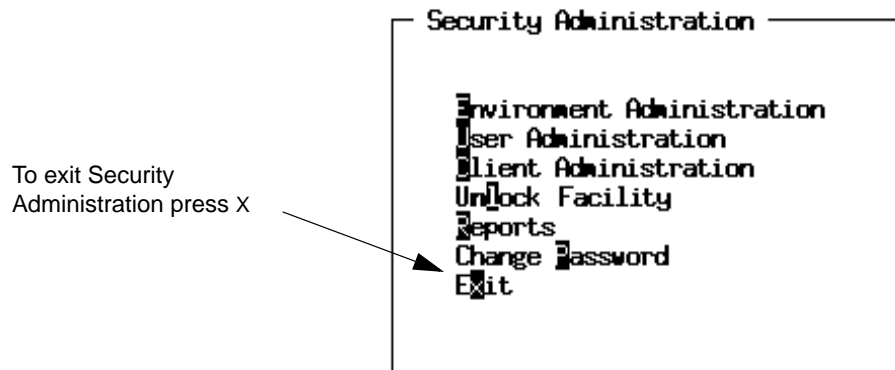 Security Administration
Environment Administration
User Administration
Client Administration
Unlock Facility
Reports
Change Password
Exit
To exit Security
Administration press X